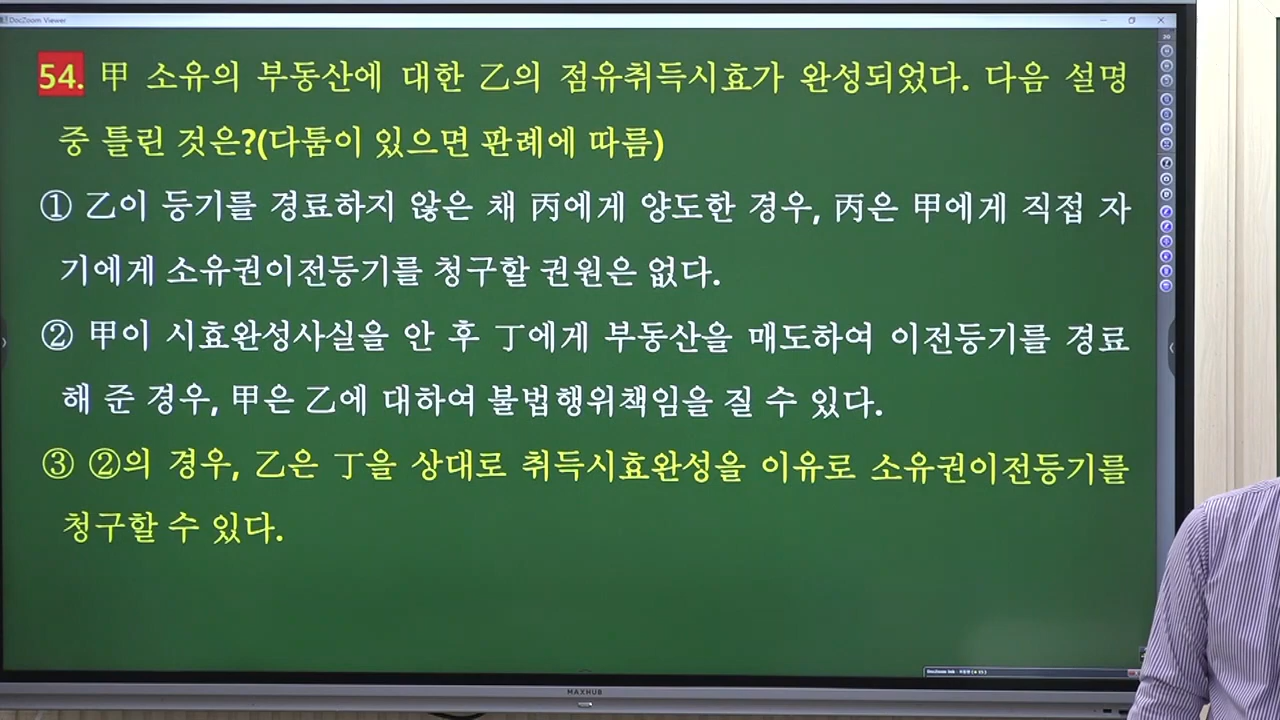 DocZoom Viewer
54. 甲 소유의 부동산에 대한 乙의 점유취득시효가 완성되었다. 다음 설명
중 틀린 것은?(다툼이 있으면 판례에 따름)
① 乙이 등기를 경료하지 않은 채 丙에게 양도한 경우, 丙은 甲에게 직접 자
기에게 소유권이전등기를 청구할 권원은 없다.
② 甲이 시효완성사실을 안 후 丁에게 부동산을 매도하여 이전등기를 경료
해 준 경우, 甲은 乙에 대하여 불법행위책임을 질 수 있다.
③ ②의 경우, 乙은 丁을 상대로 취득시효완성을 이유로 소유권이전등기를
청구할 수 있다.
MAXHUB